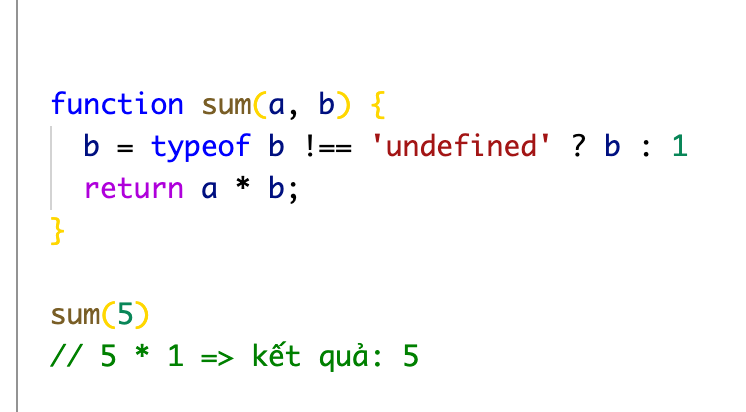 function sum(a, b) {
b = typeof b !== 'undefined' ? b : 1
return a * b;
}
sum(5)
// 5 * 1 => kết quả: 5